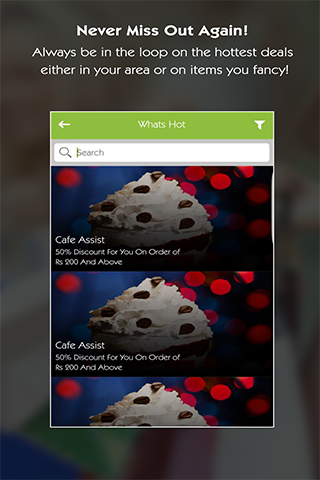 Never Miss Out Again!
Always be in the loop on the hottest deals
either in your area or on items you fancy!
Whats Hot
Search
Cafe Assist
50% Discount For You On Order of
Rs 200 And Above
Cafe Assist
50% Discount For You On Order of
Rs 200 And Above